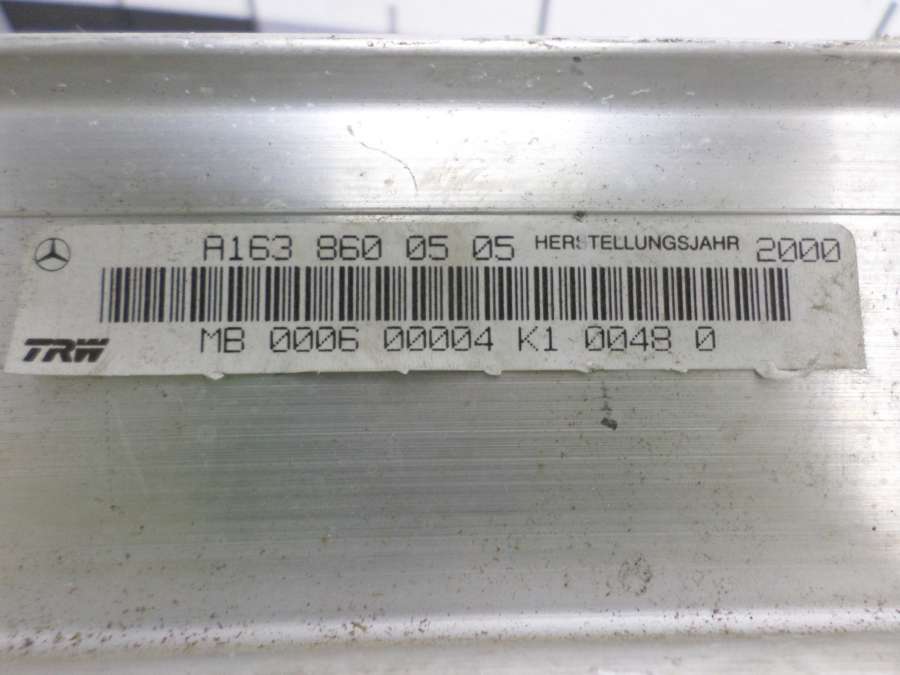 A163 860 05 05 HERSTELLUNGSJAHR 2000
TRW MB 0006 00004 K1 0048 0